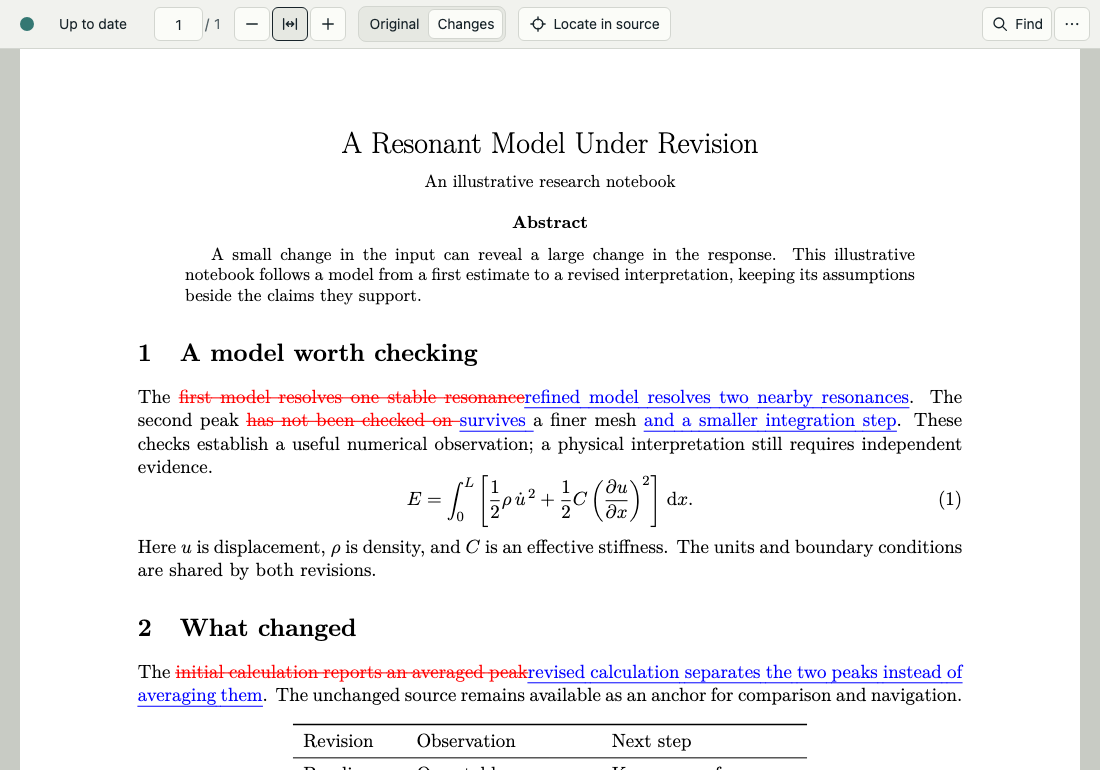 Up to date 1 / 1 Original Changes Locate in source Find
A Resonant Model Under Revision
An illustrative research notebook
Abstract
A small change in the input can reveal a large change in the response. This illustrative
notebook follows a model from a first estimate to a revised interpretation, keeping its assumptions
beside the claims they support.
1 A model worth checking
The first model resolves one stable resonancerefined model resolves two nearby resonances. The
second peak has not been checked on survives a finer mesh and a smaller integration step. These
checks establish a useful numerical observation; a physical interpretation still requires independent
evidence.
E = ∫₀ᴸ [ 1/2 ρ u̇² + 1/2 C (∂u/∂x)² ] dx. (1)
Here u is displacement, ρ is density, and C is an effective stiffness. The units and boundary conditions
are shared by both revisions.
2 What changed
The initial calculation reports an averaged peakrevised calculation separates the two peaks instead of
averaging them. The unchanged source remains available as an anchor for comparison and navigation.
Revision Observation Next step